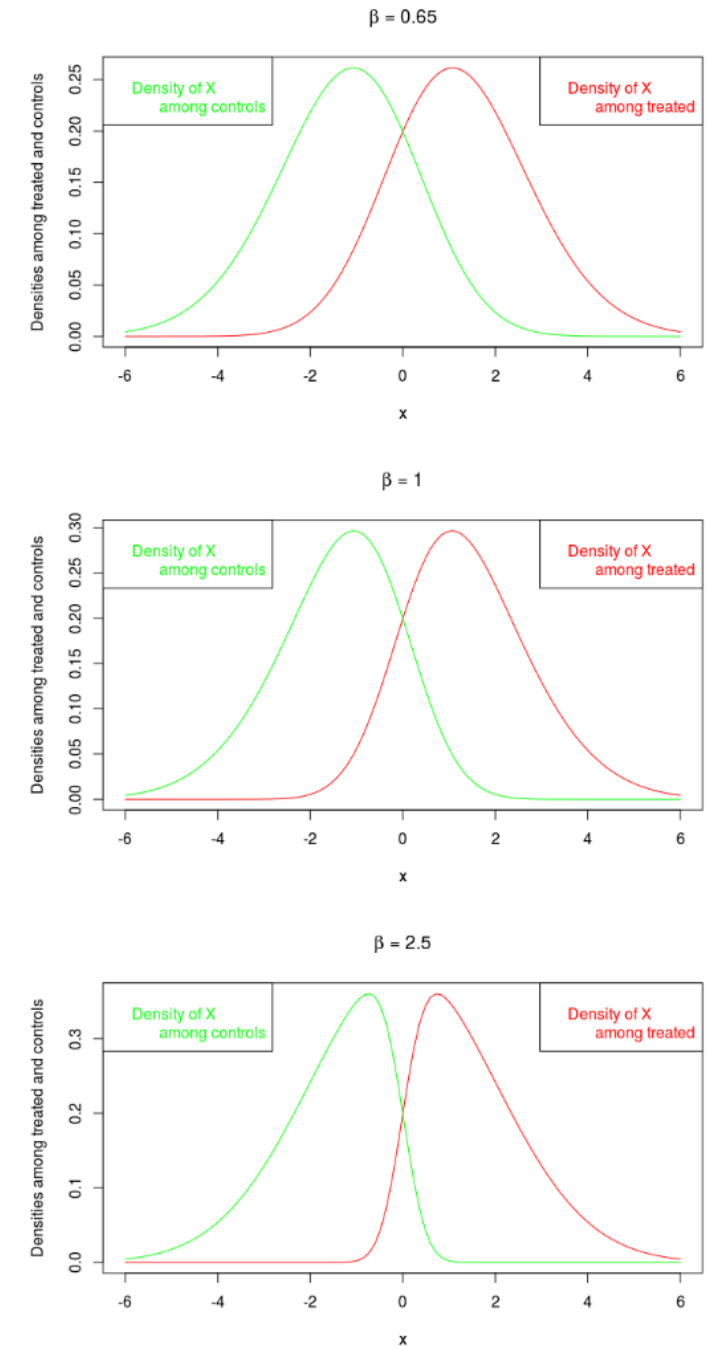 β = 0.65
Densities among treated and controls
0.25
0.20
0.15
0.10
0.05
0.00
Density of X
among controls
Density of X
among treated
-6 -4 -2 0 2 4 6
x
β = 1
Densities among treated and controls
0.30
0.25
0.20
0.15
0.10
0.05
0.00
Density of X
among controls
Density of X
among treated
-6 -4 -2 0 2 4 6
x
β = 2.5
Densities among treated and controls
0.3
0.2
0.1
0.0
Density of X
among controls
Density of X
among treated
-6 -4 -2 0 2 4 6
x